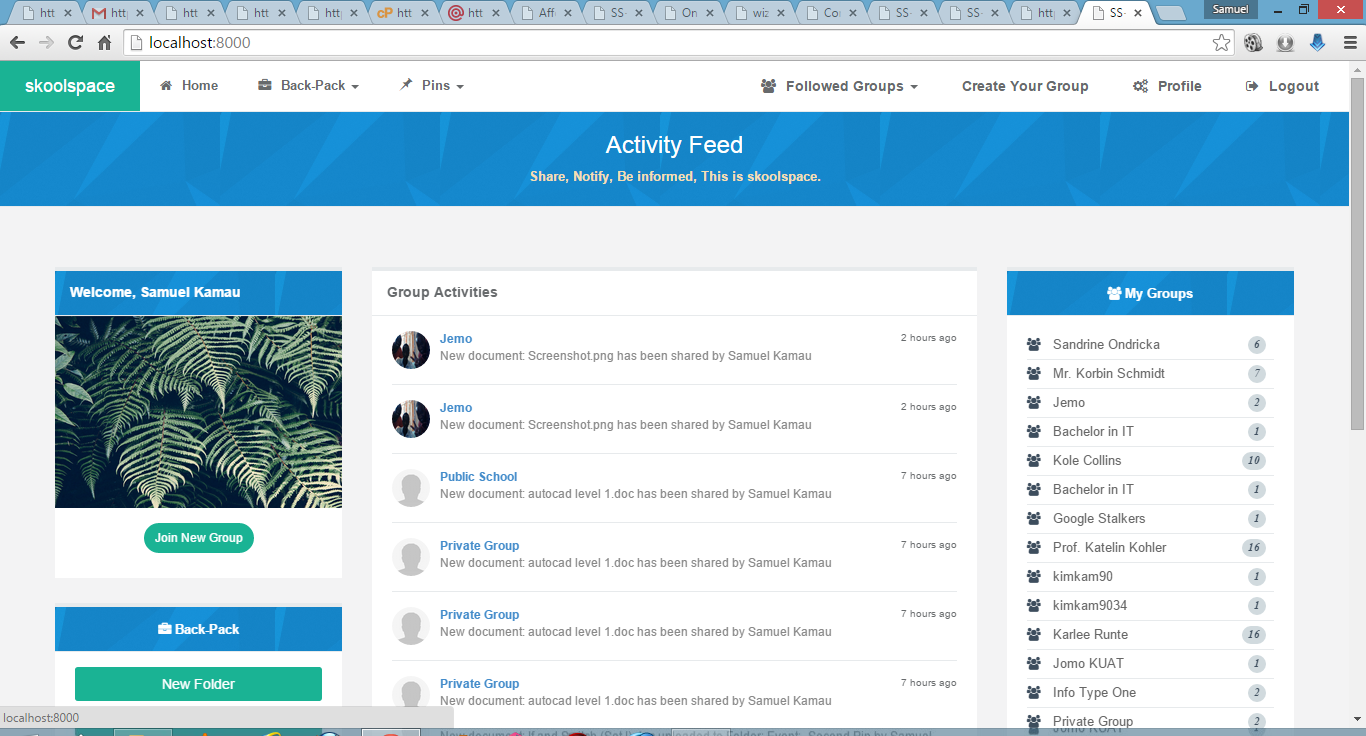 htt
htt
htt
htt
http
cP htt
htt
Aff
SS-
On
wiz
Co
SS-
SS-
http
SS-
Samuel
localhost:8000
skoolspace
Home
Back-Pack
Pins
Followed Groups
Create Your Group
Profile
Logout
Activity Feed
Share, Notify, Be informed, This is skoolspace.
Welcome, Samuel Kamau
Join New Group
Back-Pack
New Folder
Group Activities
Jemo
2 hours ago
New document: Screenshot.png has been shared by Samuel Kamau
Jemo
2 hours ago
New document: Screenshot.png has been shared by Samuel Kamau
Public School
7 hours ago
New document: autocad level 1.doc has been shared by Samuel Kamau
Private Group
7 hours ago
New document: autocad level 1.doc has been shared by Samuel Kamau
Private Group
7 hours ago
New document: autocad level 1.doc has been shared by Samuel Kamau
Private Group
7 hours ago
New document: autocad level 1.doc has been shared by Samuel Kamau
My Groups
Sandrine Ondricka 6
Mr. Korbin Schmidt 7
Jemo 2
Bachelor in IT 1
Kole Collins 10
Bachelor in IT 1
Google Stalkers 1
Prof. Katelin Kohler 16
kimkam90 1
kimkam9034 1
Karlee Runte 16
Jomo KUAT 1
Info Type One 2
Private Group 2
localhost:8000